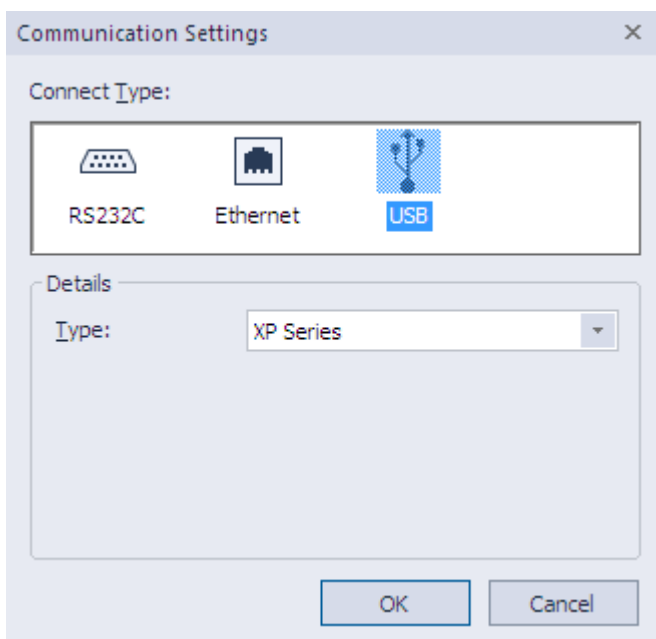 Communication Settings
Connect Type:
RS232C Ethernet USB
Details
Type: XP Series
OK Cancel